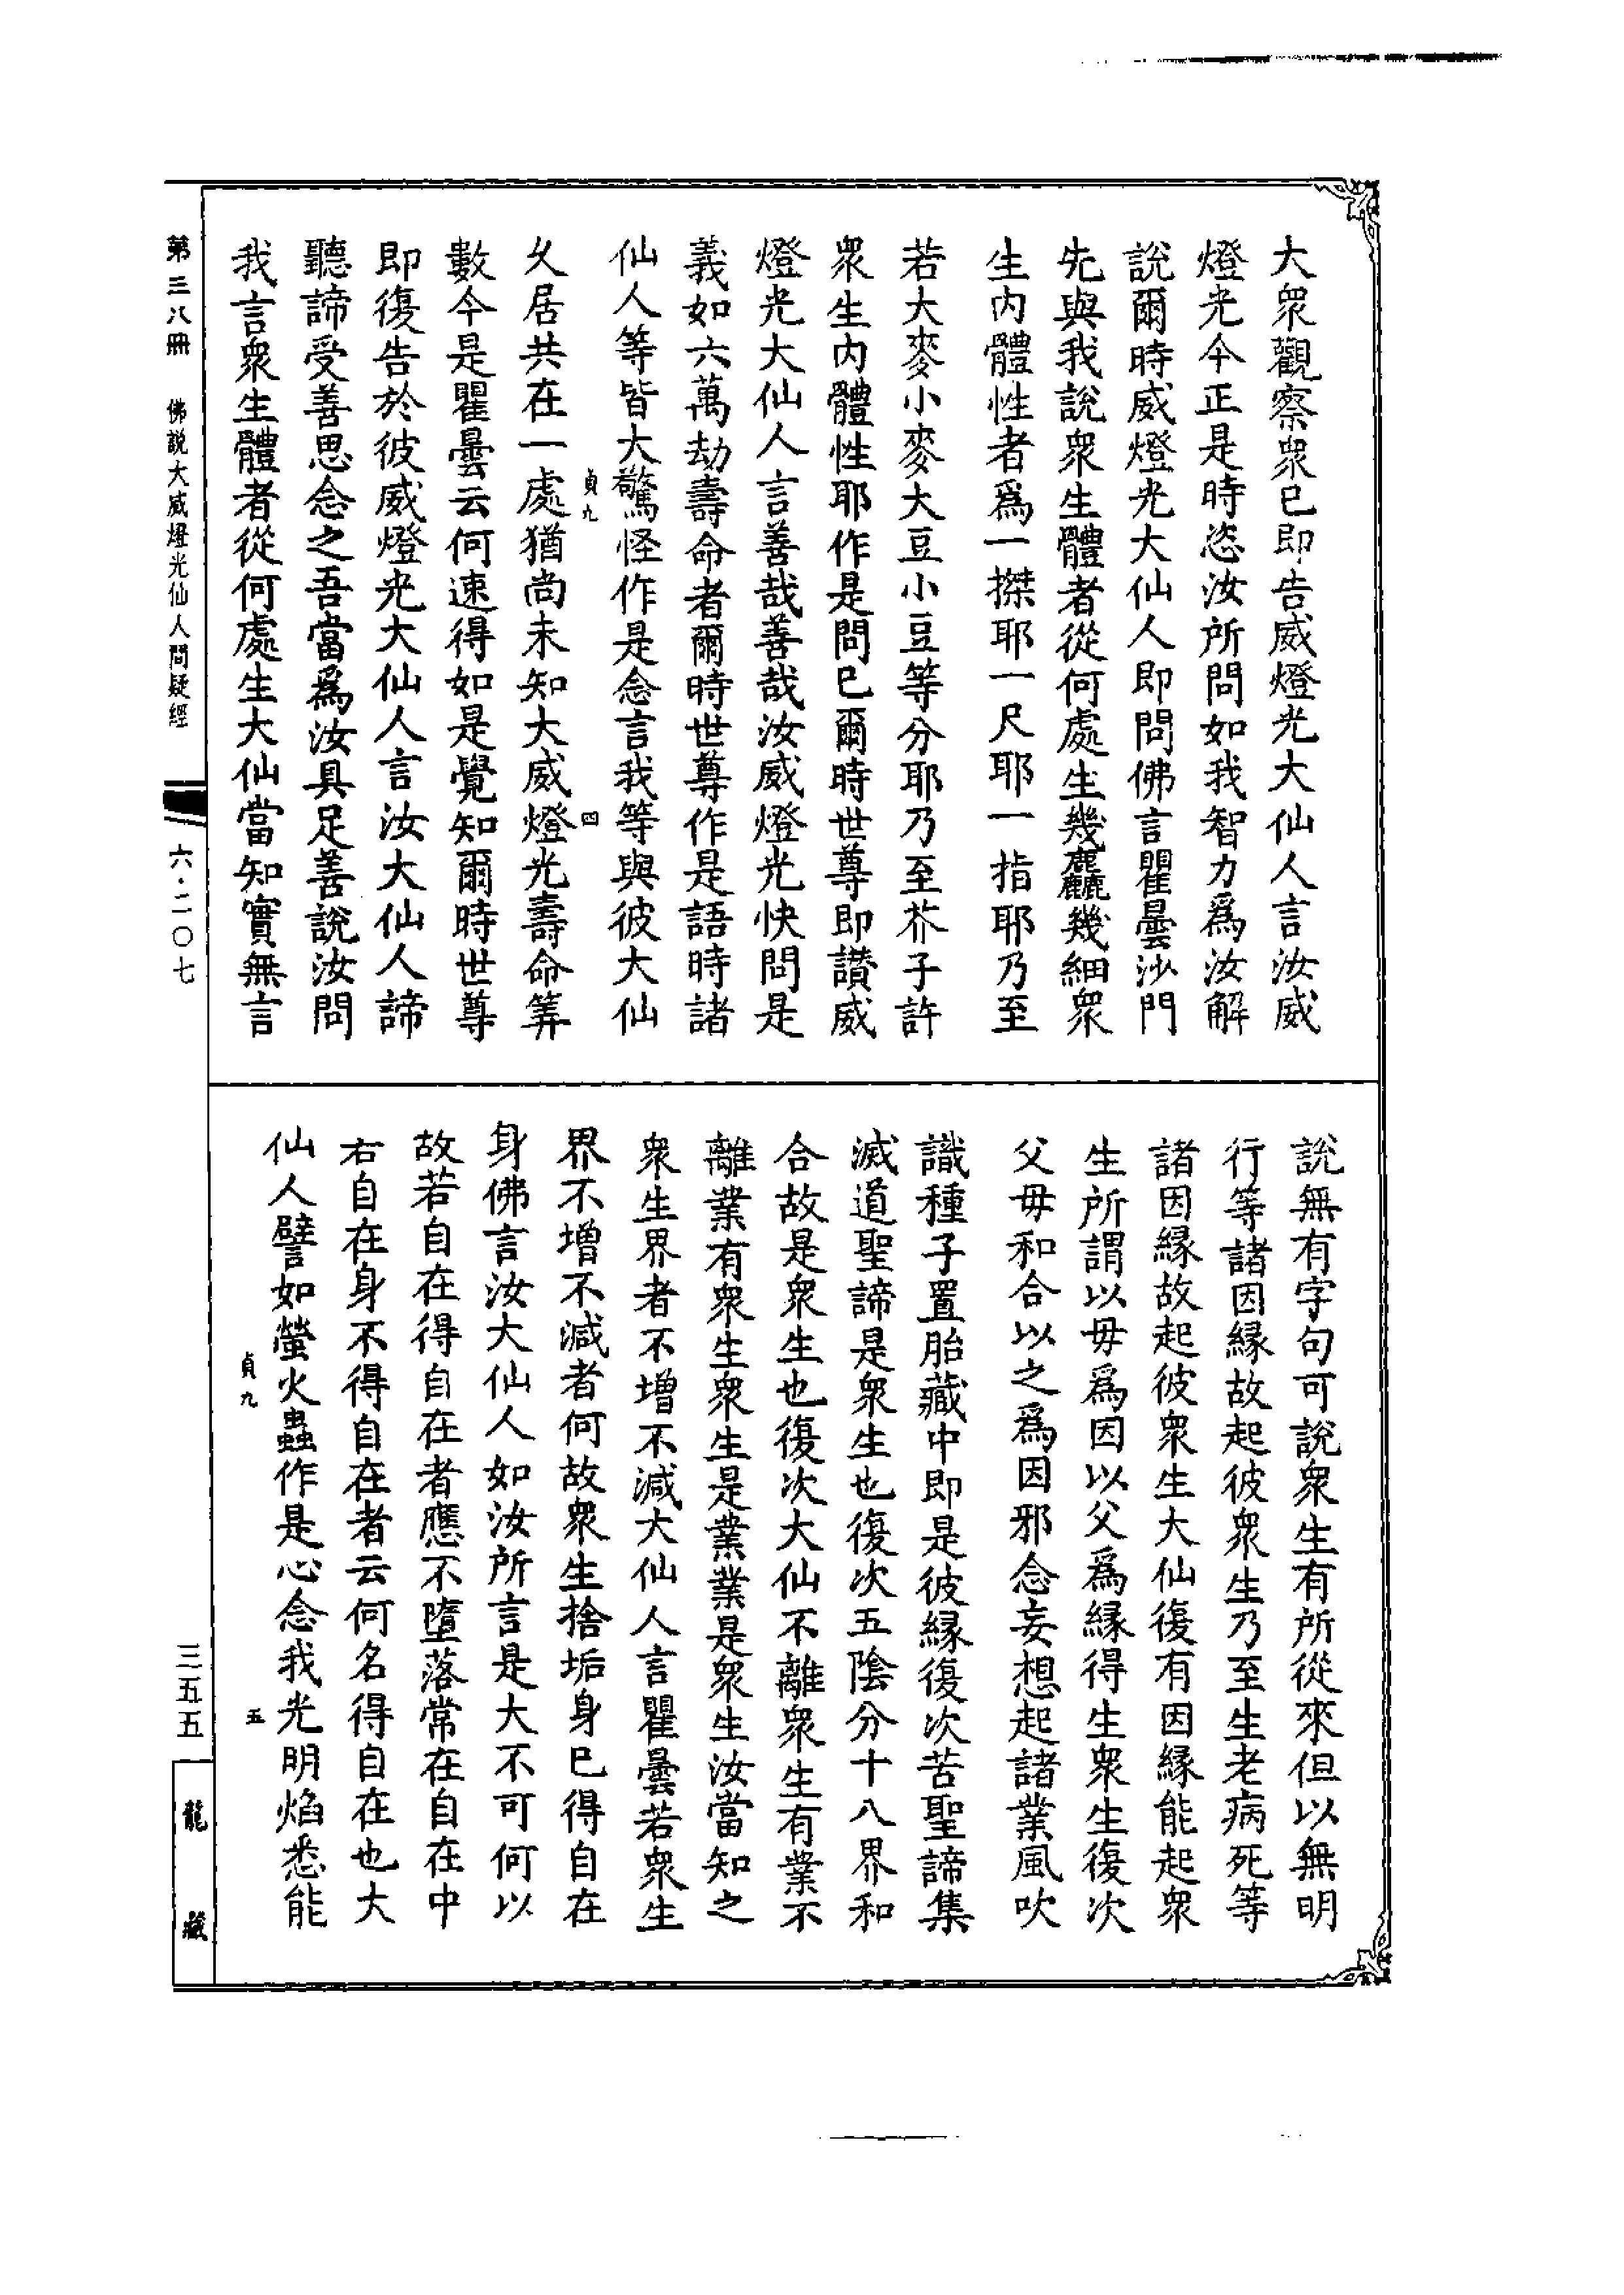 大衆觀察衆已即告威燈光大仙人言汝威
燈光今正是時恣汝所問如我智力爲汝解
說爾時威燈光大仙人即問佛言瞿曇沙門
先與我說衆生體者從何處生幾麤幾細衆
生內體性者爲一搩耶一尺耶一指耶乃至
若大麥小麥大豆小豆等分耶乃至芥子許
衆生內體性耶作是問已爾時世尊即讚威
燈光大仙人言善哉善哉汝威燈光快問是
義如六萬劫壽命者爾時世尊作是語時諸
仙人等皆大驚怪作是念言我等與彼大仙
貞九
四
久居共在一處猶尚未知大威燈光壽命筭
數今是瞿曇云何速得如是覺知爾時世尊
即復告於彼威燈光大仙人言汝大仙人諦
聽諦受善思念之吾當爲汝具足善說汝問
我言衆生體者從何處生大仙當知實無言
說無有字句可說衆生有所從來但以無明
行等諸因緣故起彼衆生乃至生老病死等
諸因緣故起彼衆生大仙復有因緣能起衆
生所謂以毋爲因以父爲緣得生衆生復次
父毋和合以之爲因邪念妄想起諸業風吹
識種子置胎藏中即是彼緣復次苦聖諦集
滅道聖諦是衆生也復次五陰分十八界和
合故是衆生也復次大仙不離衆生有業不
離業有衆生衆生是業業是衆生汝當知之
衆生界者不增不減大仙人言瞿曇若衆生
界不增不減者何故衆生捨垢身已得自在
身佛言汝大仙人如汝所言是大不可何以
故若自在得自在者應不墮落常在自在中
右自在身不得自在者云何名得自在也大
仙人譬如螢火蟲作是心念我光明焰悉能
貞九
五
第三八冊
佛說大威燈光仙人問疑經
六·二〇七
三五五
龍藏